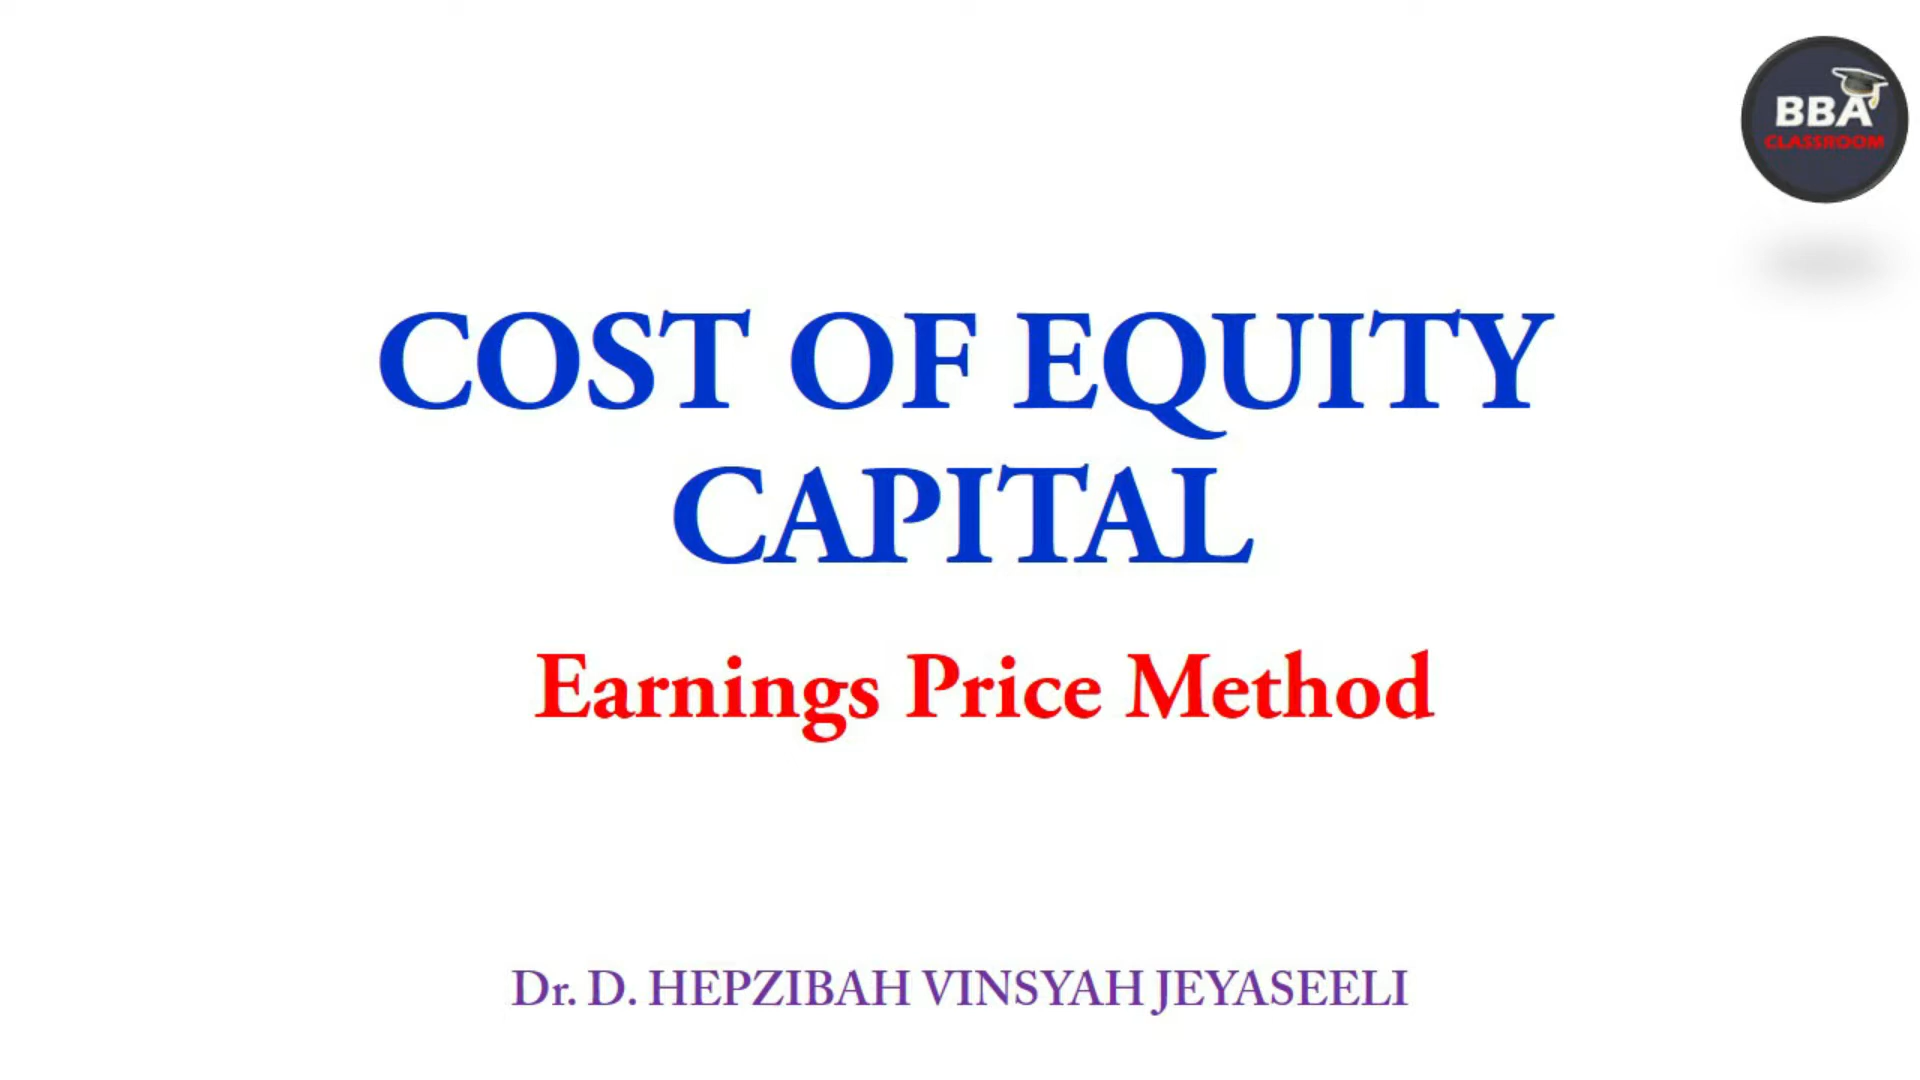 BBA
CLASSROOM
COST OF EQUITY
CAPITAL
Earnings Price Method
Dr. D. HEPZIBAH VINSYAH JEYASEELI